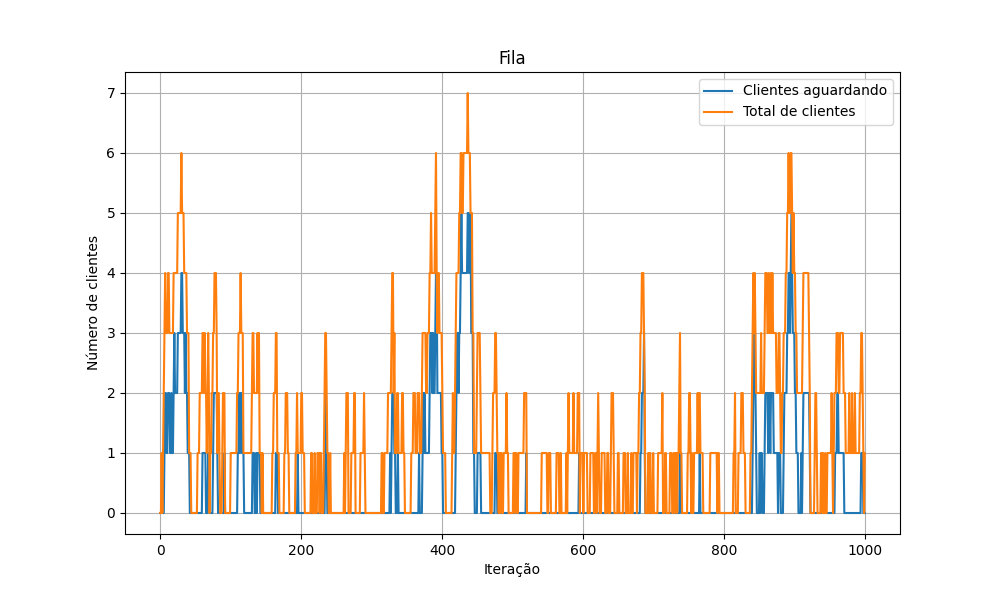 Fila
Clientes aguardando
Total de clientes
Número de clientes
7
6
5
4
3
2
1
0
0 200 400 600 800 1000
Iteração